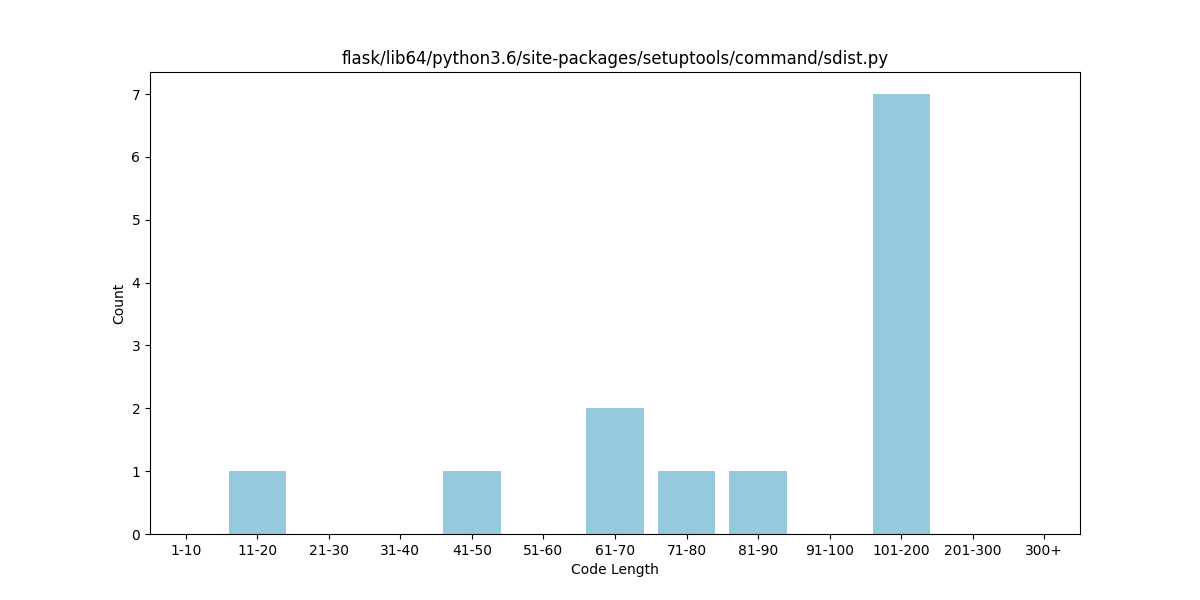 flask/lib64/python3.6/site-packages/setuptools/command/sdist.py
7
6
5
4
3
2
1
0
Count
1-10 11-20 21-30 31-40 41-50 51-60 61-70 71-80 81-90 91-100 101-200 201-300 300+
Code Length